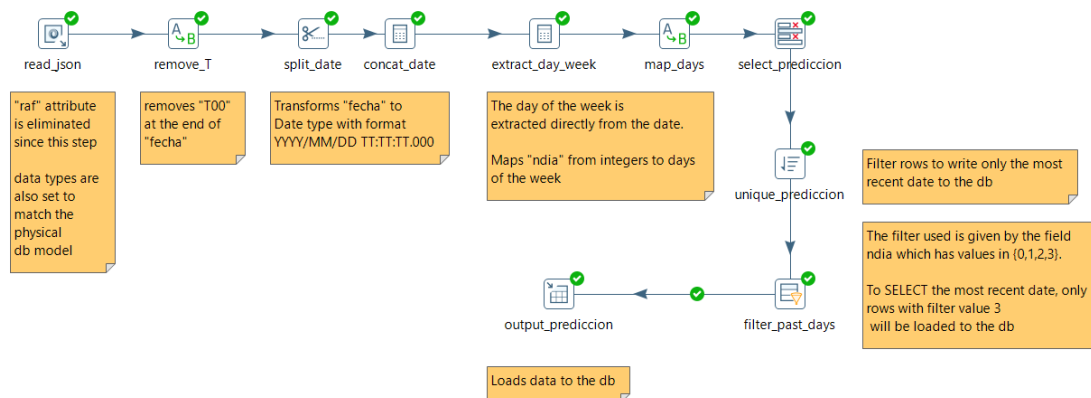 read_json
remove_T
split_date
concat_date
extract_day_week
map_days
select_prediccion
"raf" attribute
is eliminated
since this step
data types are
also set to
match the
physical
db model
removes "T00"
at the end of
"fecha"
Transforms "fecha" to
Date type with format
YYYY/MM/DD TT:TT:TT.000
The day of the week is
extracted directly from the date.
Maps "ndia" from integers to days
of the week
unique_prediccion
Filter rows to write only the most
recent date to the db
The filter used is given by the field
ndia which has values in {0,1,2,3}.
To SELECT the most recent date, only
rows with filter value 3
will be loaded to the db
output_prediccion
filter_past_days
Loads data to the db